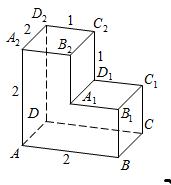 D₂ 1 C₂
2
A₂ B₂
1
D₁ C₁
A₁
2 B₁
D
C
A 2 B